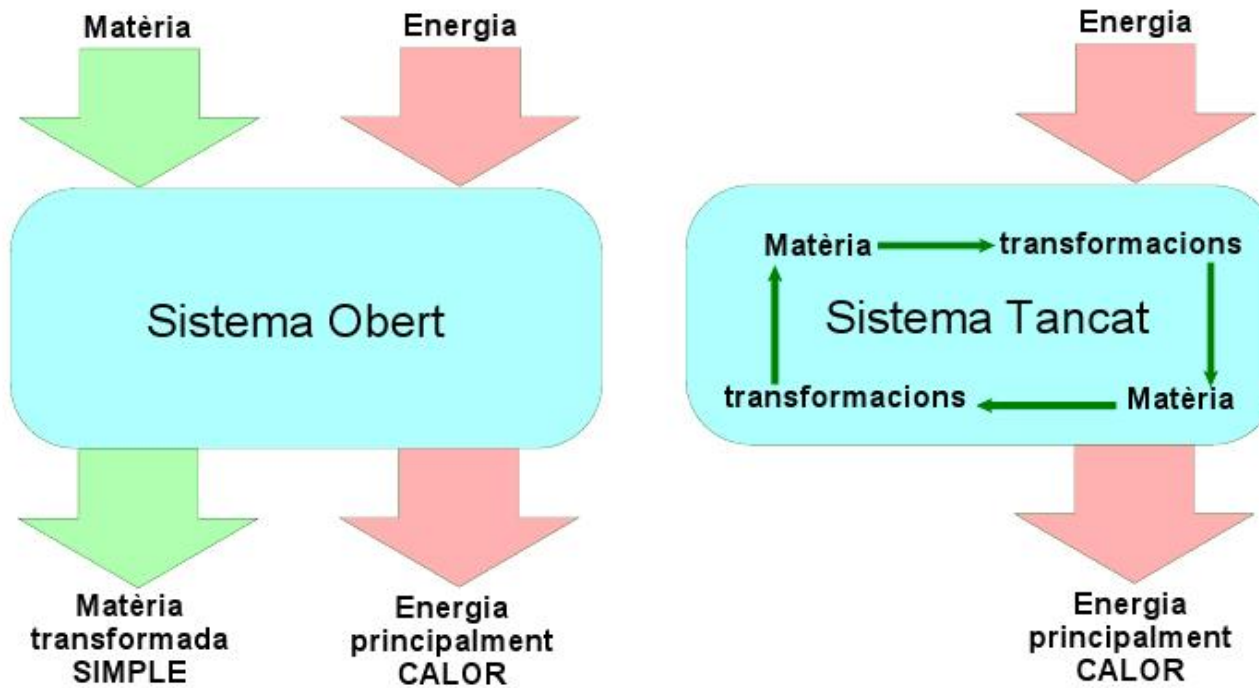 Matèria
Energia
Sistema Obert
Matèria
transformada
SIMPLE
Energia
principalment
CALOR
Energia
Matèria
transformacions
Sistema Tancat
transformacions
Matèria
Energia
principalment
CALOR